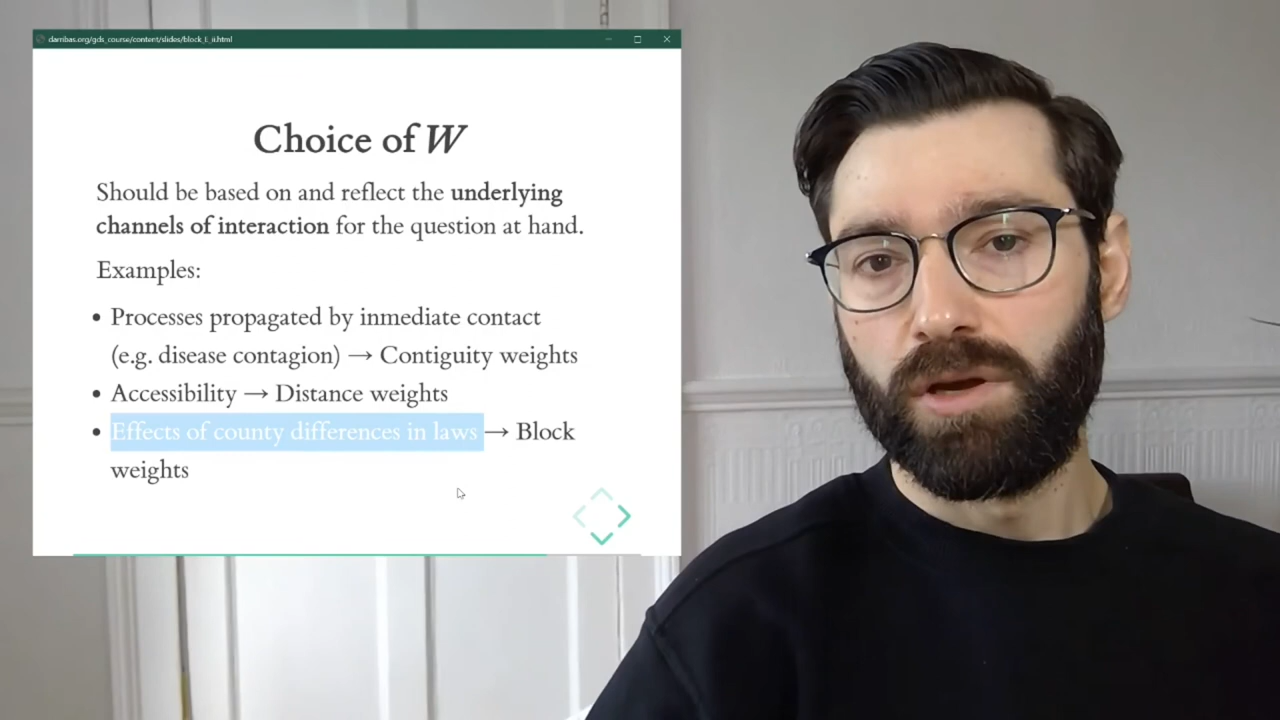 darribas.org/gds_course/content/slides/block_E_ii.html
Choice of W
Should be based on and reflect the underlying
channels of interaction for the question at hand.
Examples:
• Processes propagated by inmediate contact
(e.g. disease contagion) → Contiguity weights
• Accessibility → Distance weights
• Effects of county differences in laws → Block
weights